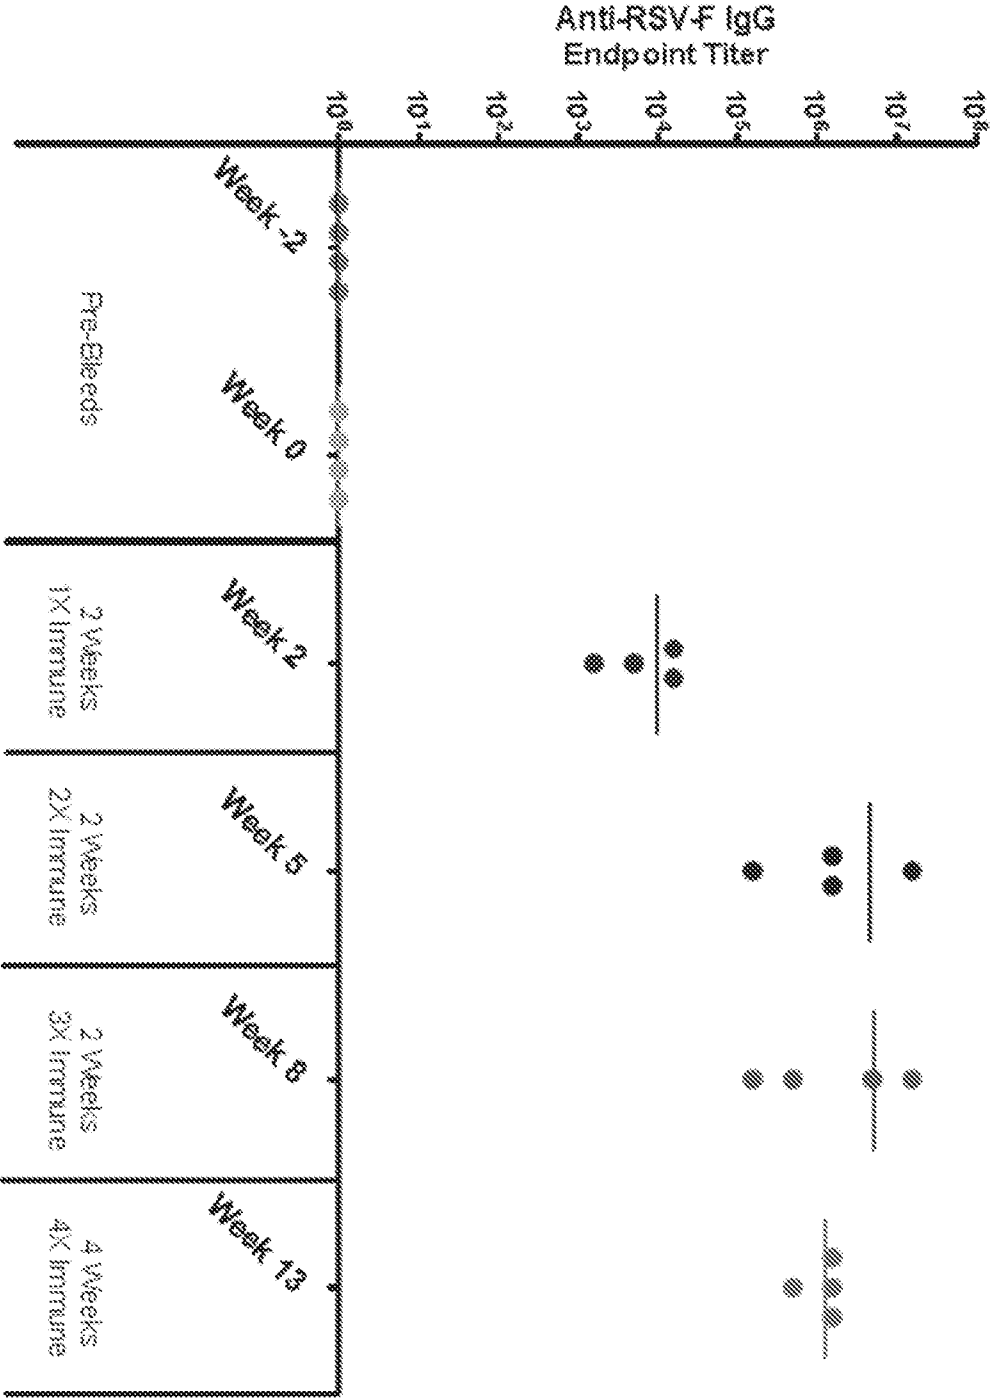 Anti-RSV-F IgG
Endpoint Titer
10⁸
10⁷
10⁶
10⁵
10⁴
10³
10²
10¹
10⁰
Week -2
Week 0
Week 2
Week 5
Week 8
Week 13
Pre-Bleeds
2 Weeks
1X Immune
2 Weeks
2X Immune
2 Weeks
3X Immune
4 Weeks
4X Immune